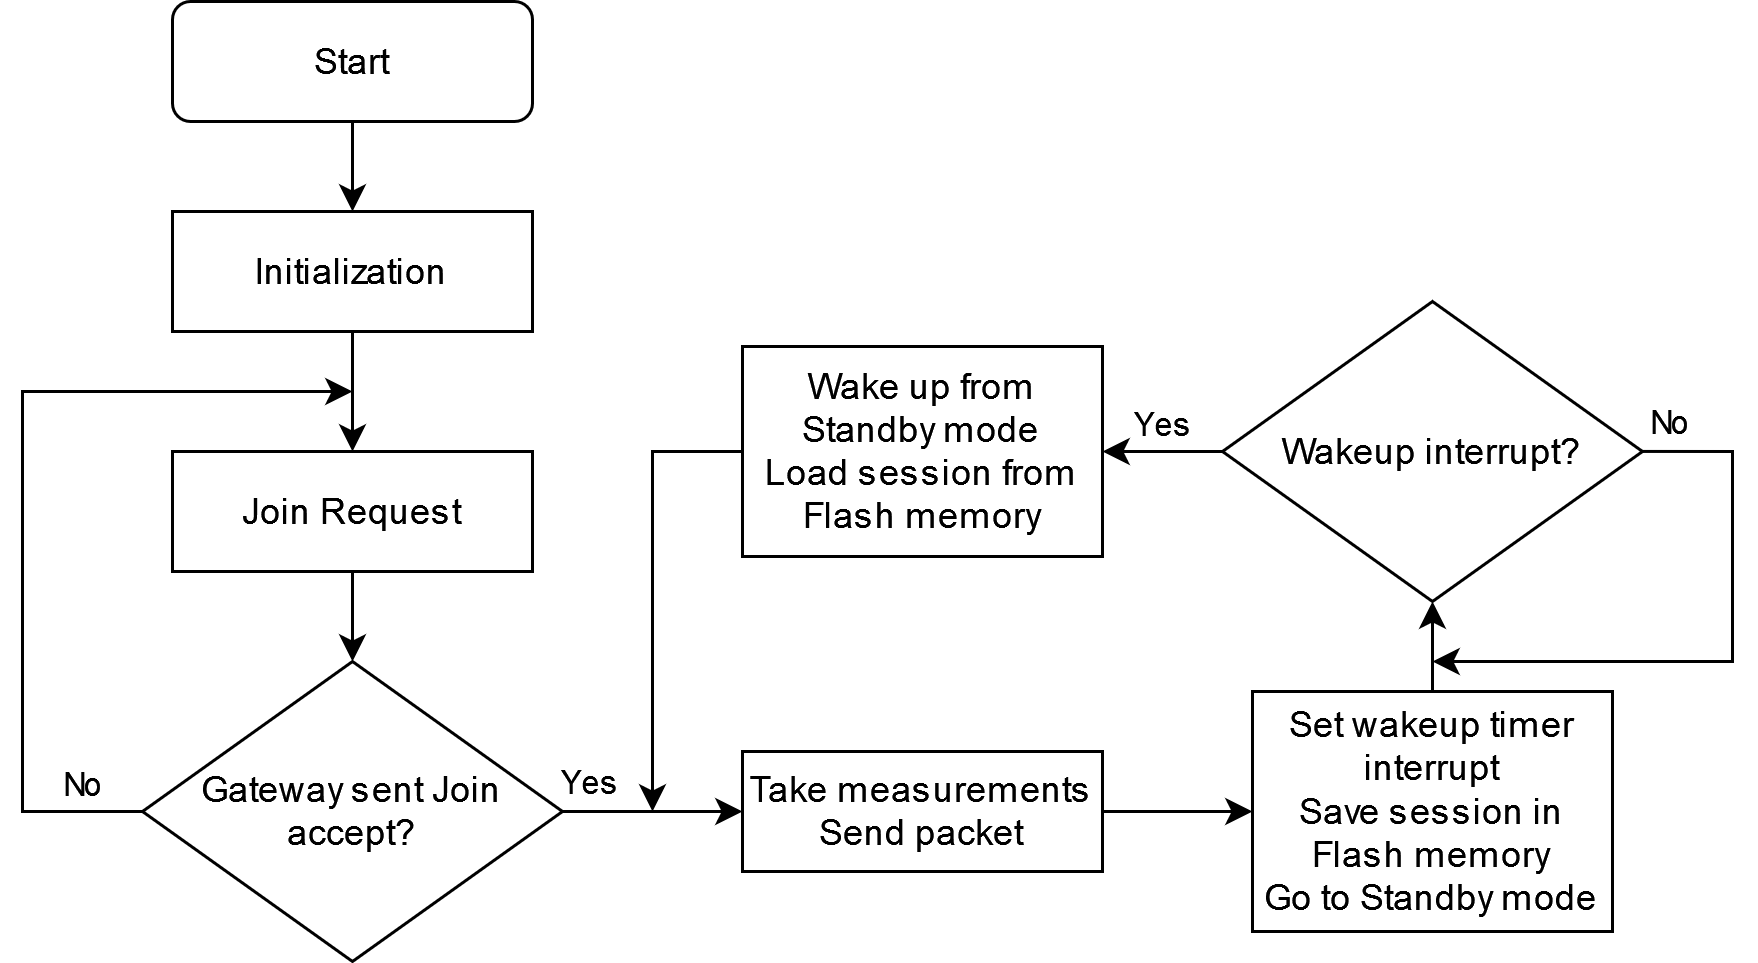 Start
Initialization
Join Request
Gateway sent Join
accept?
No
Yes
Take measurements
Send packet
Set wakeup timer
interrupt
Save session in
Flash memory
Go to Standby mode
Wakeup interrupt?
No
Yes
Wake up from
Standby mode
Load session from
Flash memory